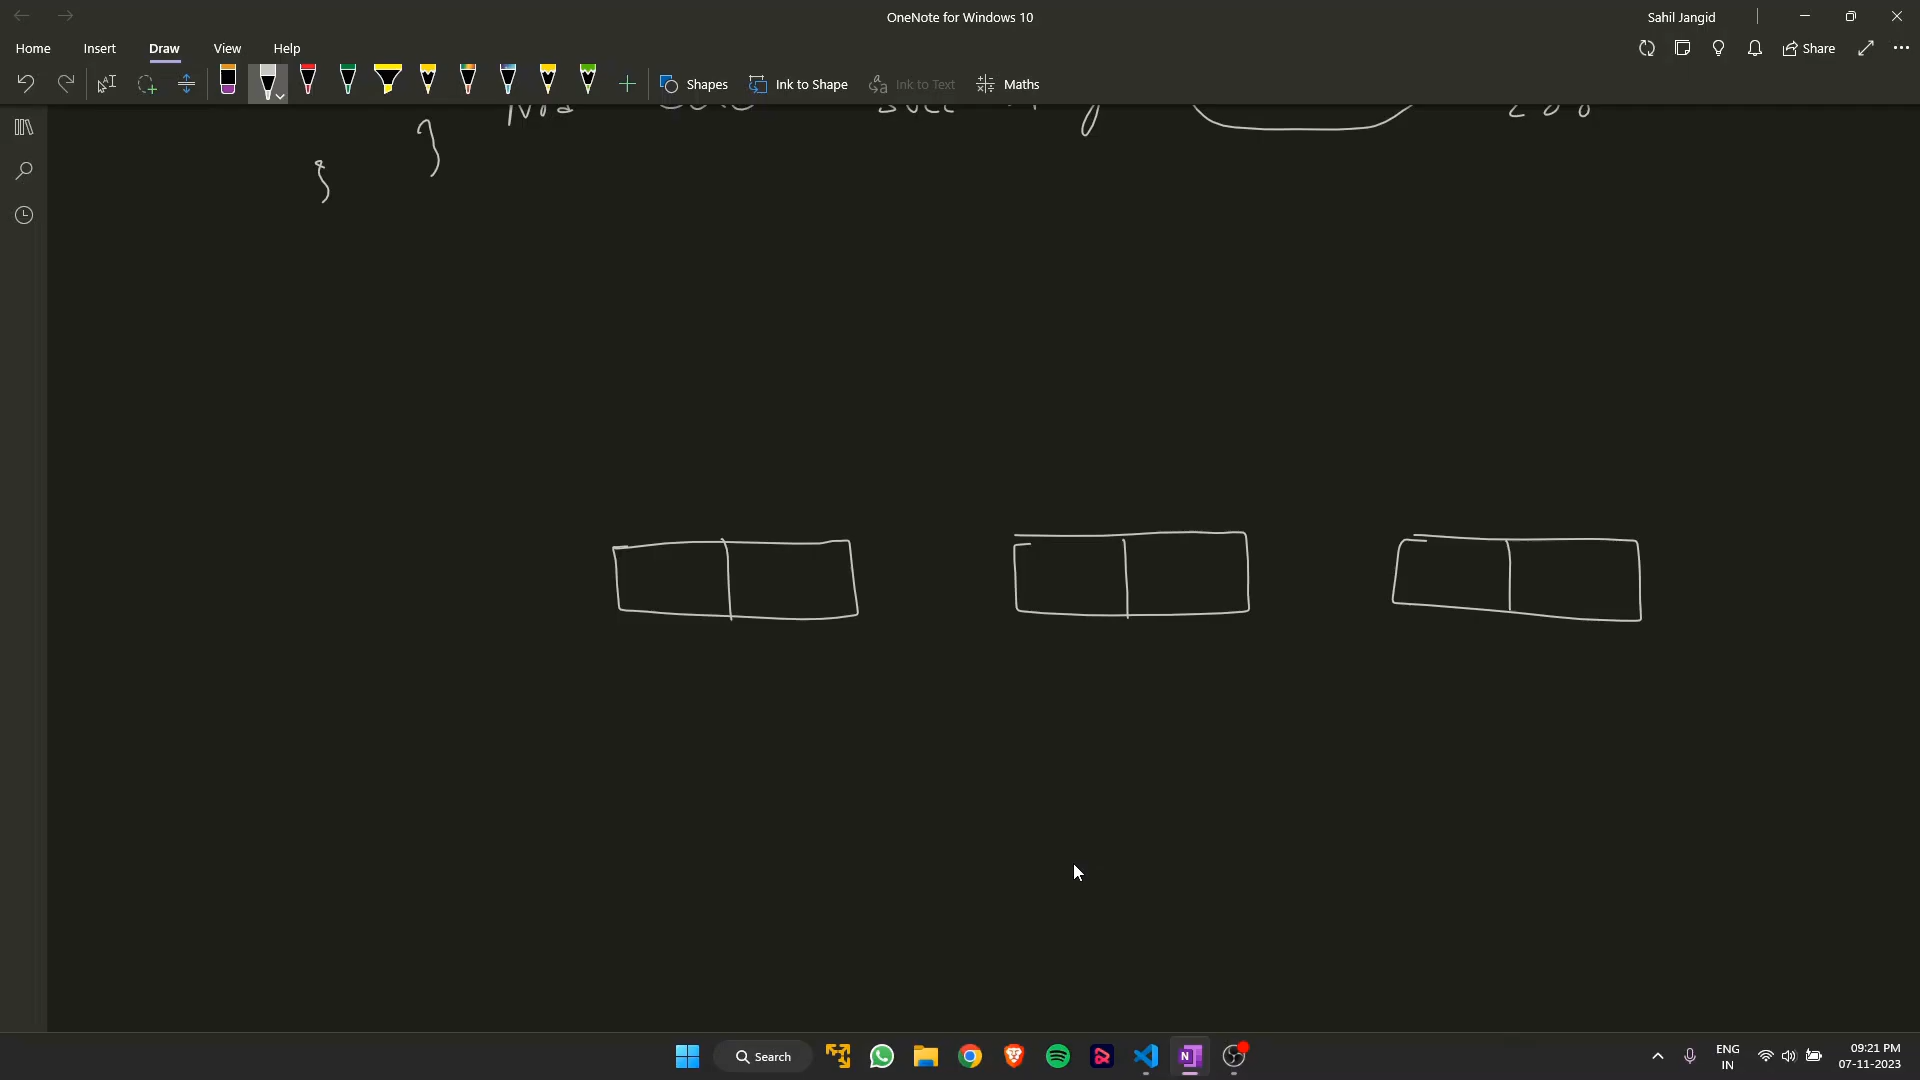 OneNote for Windows 10
Sahil Jangid
Home Insert Draw View Help
Share
Shapes Ink to Shape Ink to Text Maths
Search
ENG
IN
09:21 PM
07-11-2023